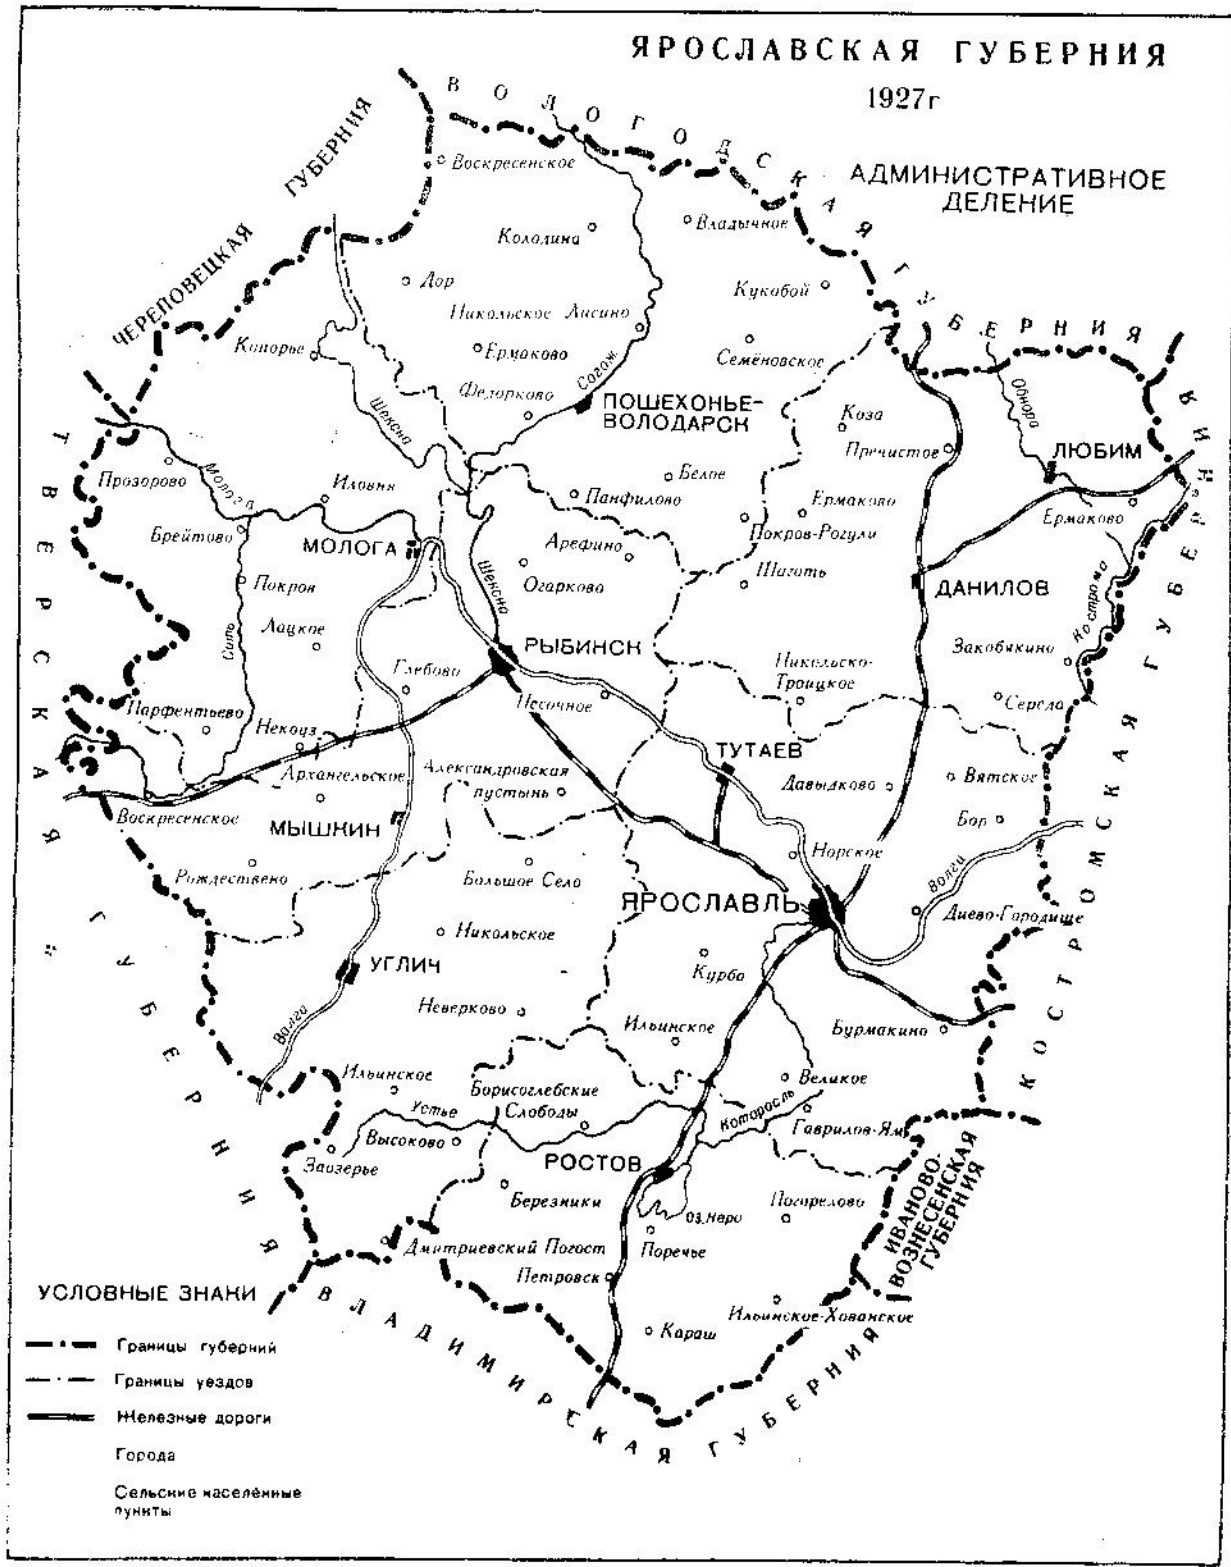 ЯРОСЛАВСКАЯ ГУБЕРНИЯ
1927г
АДМИНИСТРАТИВНОЕ
ДЕЛЕНИЕ
ВОЛОГОДСКАЯ ГУБЕРНИЯ
ЧЕРЕПОВЕЦКАЯ ГУБЕРНИЯ
Воскресенское
Владычное
Колодина
Дор
Кукобой
Никольское Лисино
Копорье
Ермаково
Семёновское
Согож
Федорково
Шексна
ПОШЕХОНЬЕ-
ВОЛОДАРСК
Коза
Обнора
Пречистое
ЛЮБИМ
Прозорово
Молога
Иловня
Белое
Панфилово
Ермаково
Ермаково
Брейтово
МОЛОГА
Арефино
Покров-Рогули
Шексна
Огарково
Шаготь
ДАНИЛОВ
Кострома
Покров
Лацкое
Сить
РЫБИНСК
Закобякино
Глебово
Никольско-
Троицкое
Песочное
Середа
Парфентьево
Некоуз
ТУТАЕВ
Архангельское
Александровская
пустынь
Давыдково
Вятское
Воскресенское
МЫШКИН
Бор
Норское
Рождествено
Большое Село
Волга
ЯРОСЛАВЛЬ
Диево-Городище
Никольское
УГЛИЧ
Курба
Неверково
Волга
Ильинское
Бурмакино
Ильинское
Борисоглебские
Слободы
Великое
Устье
Которосль
Гаврилов-Ям
Высоково
Заозерье
РОСТОВ
Березники
Погорелово
оз.Неро
Дмитриевский Погост
Поречье
Петровск
Ильинское-Хованское
Караш
ТВЕРСКАЯ ГУБЕРНИЯ
КОСТРОМСКАЯ ГУБЕРНИЯ
ИВАНОВО-
ВОЗНЕСЕНСКАЯ
ГУБЕРНИЯ
ВЛАДИМИРСКАЯ ГУБЕРНИЯ
УСЛОВНЫЕ ЗНАКИ
Границы губерний
Границы уездов
Железные дороги
Города
Сельские населённые
пункты